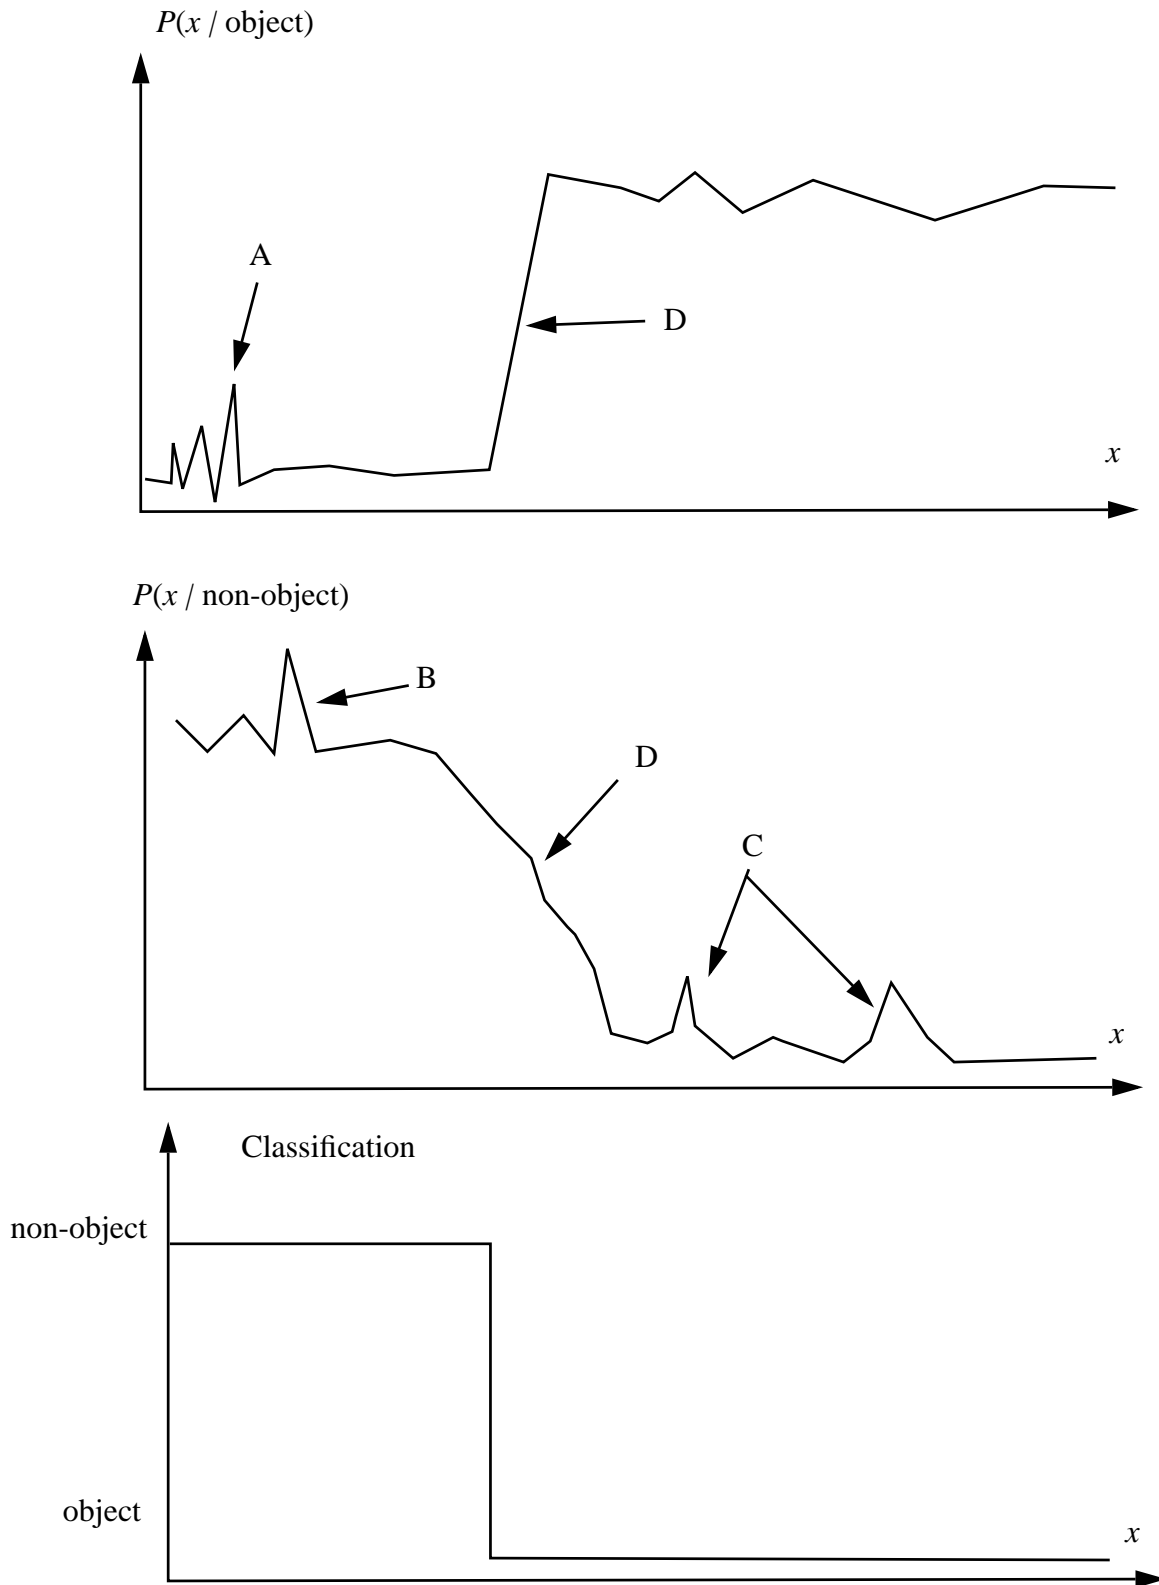 P(x / object)
A
D
x
P(x / non-object)
B
D
C
x
Classification
non-object
object
x